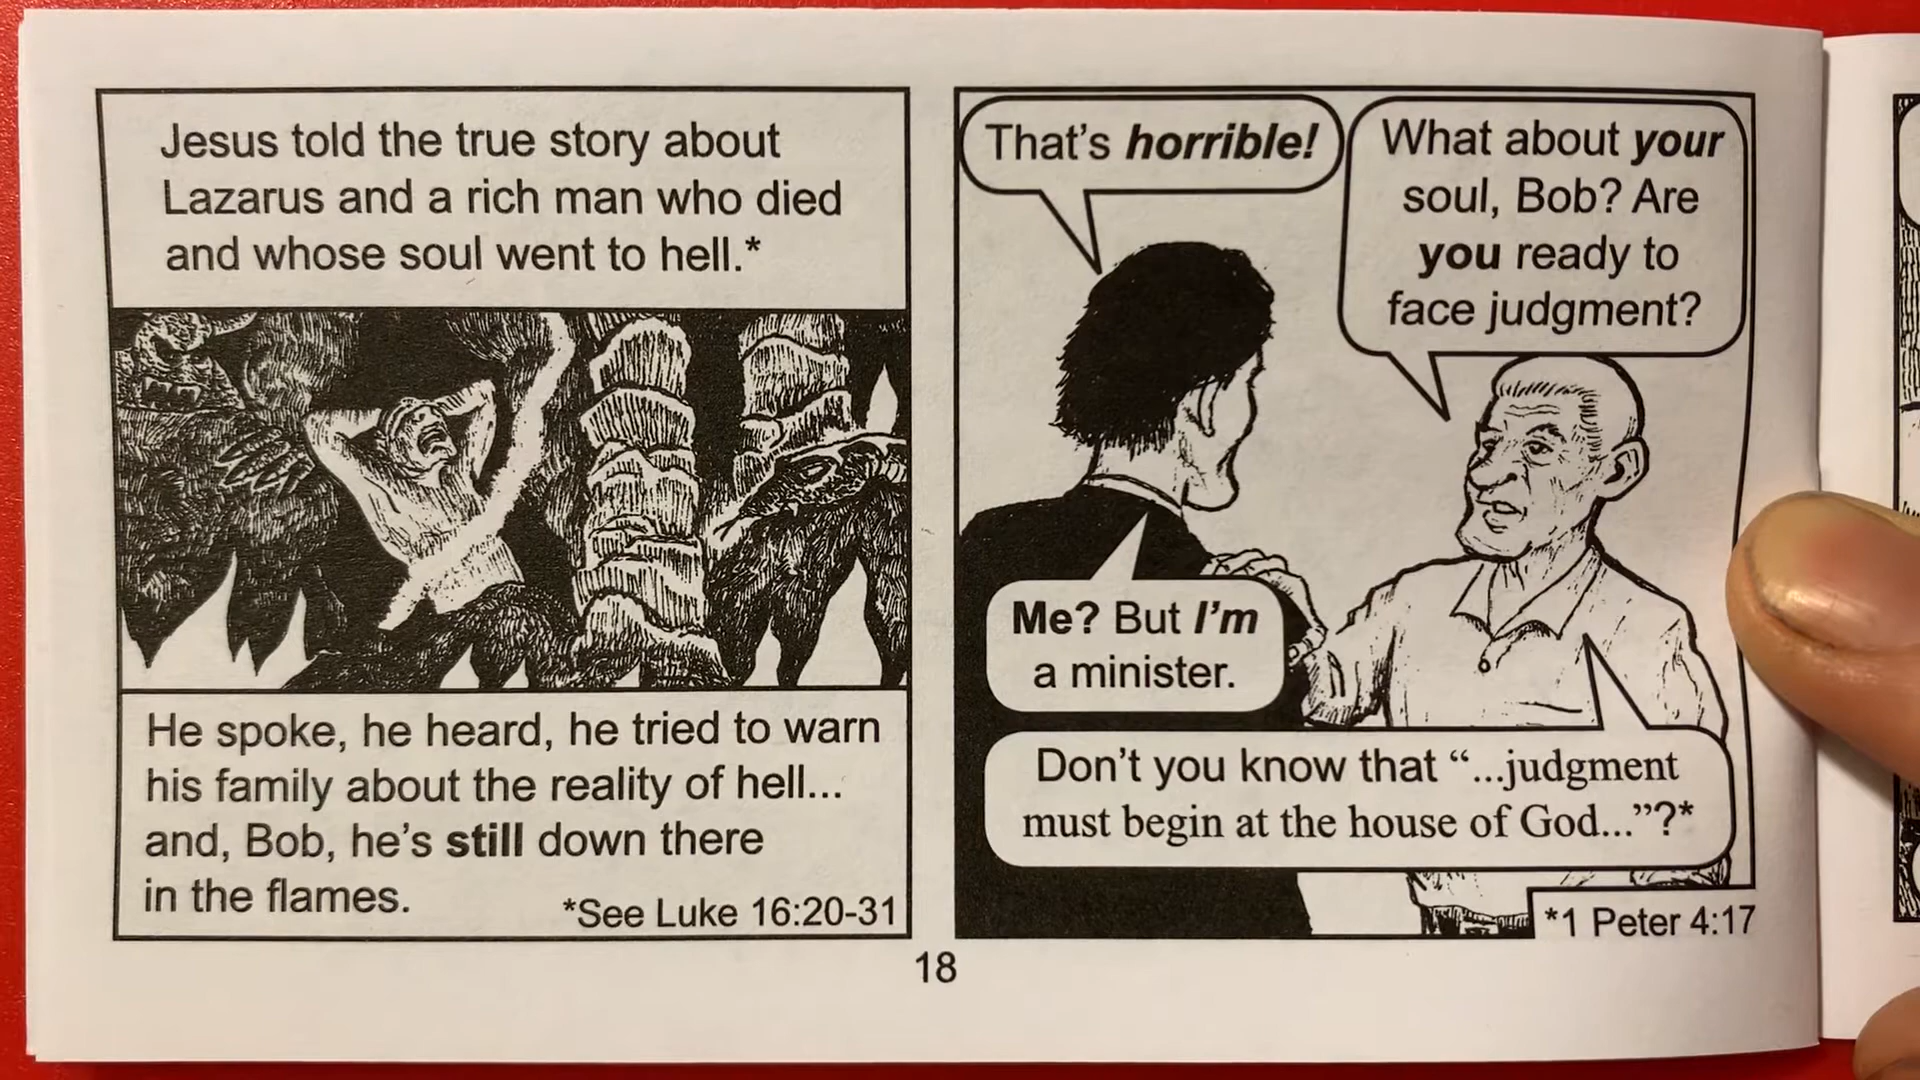 Jesus told the true story about
Lazarus and a rich man who died
and whose soul went to hell.*
He spoke, he heard, he tried to warn
his family about the reality of hell...
and, Bob, he's still down there
in the flames.
*See Luke 16:20-31
That's horrible!
What about your
soul, Bob? Are
you ready to
face judgment?
Me? But I'm
a minister.
Don't you know that “...judgment
must begin at the house of God...”?*
*1 Peter 4:17
18